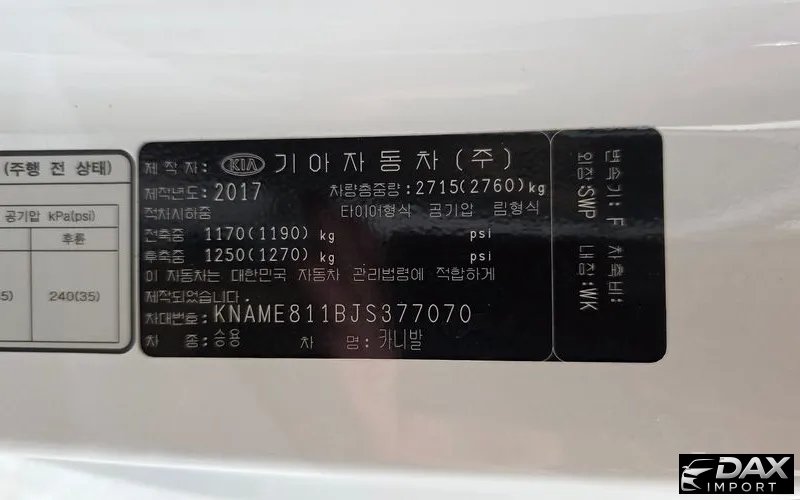 (주행 전 상태)
공기압 kPa(psi)
후륜
5)
240(35)
제 작 자: KIA 기아자동차(주)
제작년도: 2017 차량총중량: 2715(2760)kg
적차시하중 타이어형식 공기압 림형식
전축중 1170(1190) kg psi
후축중 1250(1270) kg psi
이 자동차는 대한민국 자동차 관리법령에 적합하게
제작되었습니다.
차대번호: KNAME811BJS377070
차 종: 승용 차 명: 카니발
변속기: F 차축비:
외장:SWP 내장:WK
DAX
IMPORT